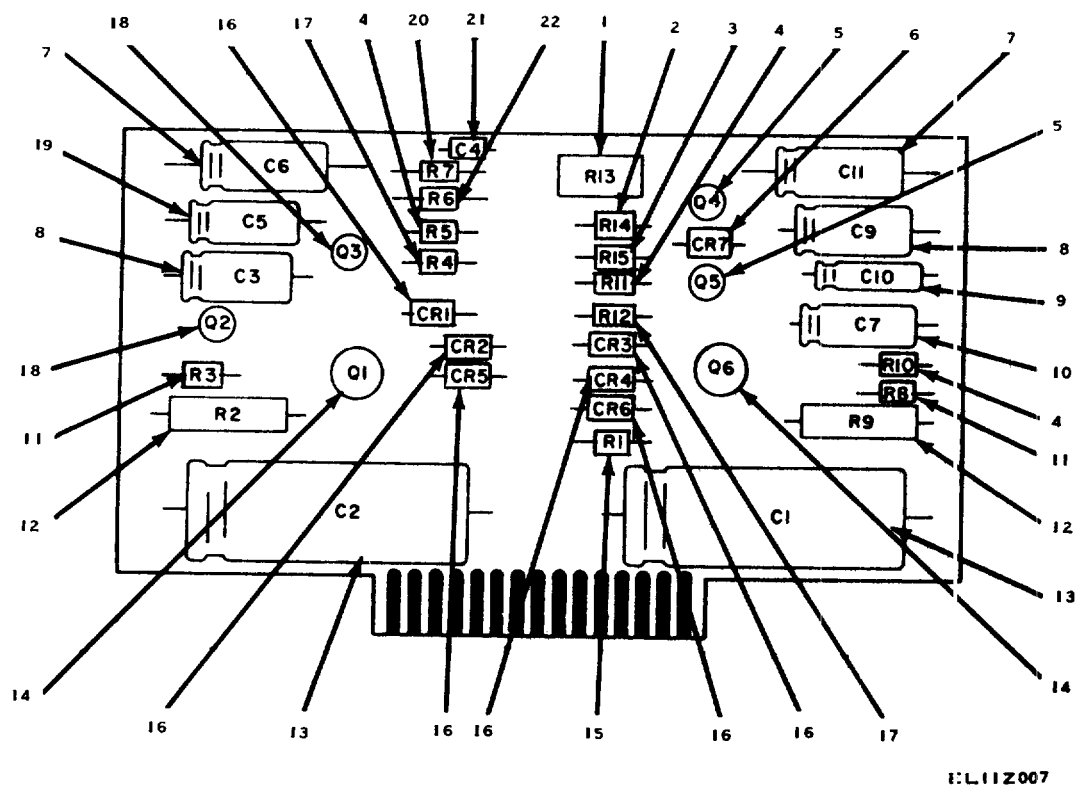 18 16 17 4 20 21 22 1 2 3 4 5 6 7
7
5
19
C4
C6 R7 R13 C11
R6 Q4
C5 R5 R14 C9
8 Q3 CR7 8
R4 R15
C3 R11 Q5 C10
9
CR1 R12
Q2 C7
CR2 CR3
18 10
R3 Q1 CR5 CR4 Q6 R10
R8
R2 CR6 R9 4
11 R1 11
C2 C1
12 12
13
14 14
16 13 16 16 15 16 16 17
EL11Z007